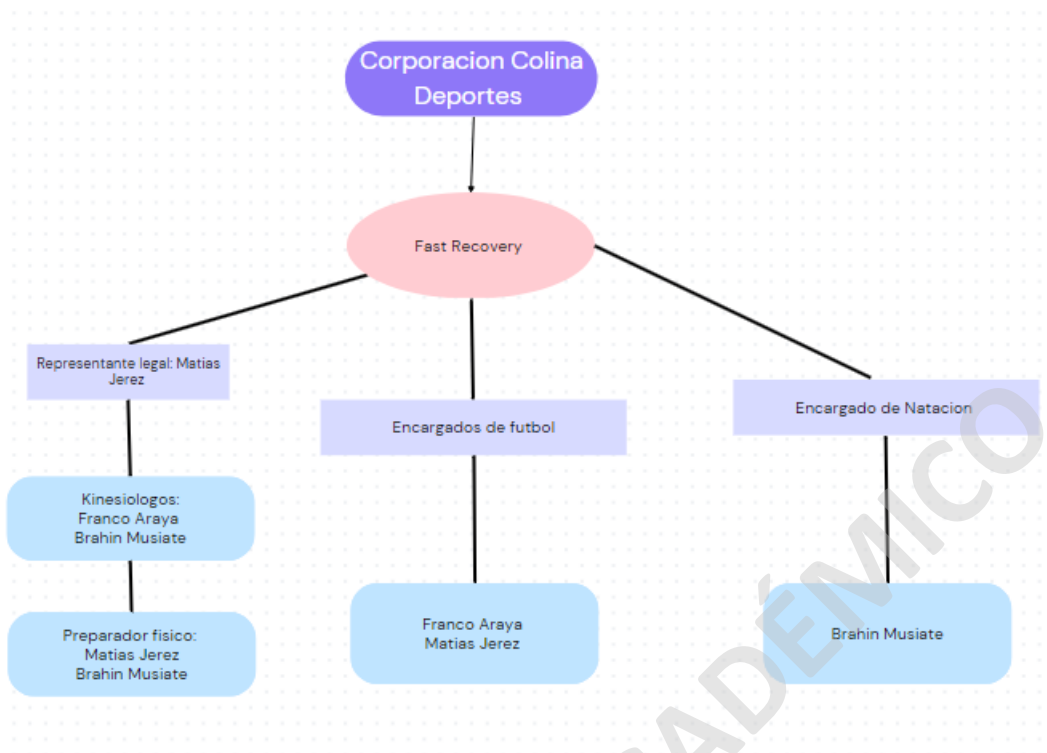 Corporacion Colina
Deportes
Fast Recovery
Representante legal: Matias
Jerez
Encargados de futbol
Encargado de Natacion
Kinesiologos:
Franco Araya
Brahin Musiate
Preparador fisico:
Matias Jerez
Brahin Musiate
Franco Araya
Matias Jerez
Brahin Musiate